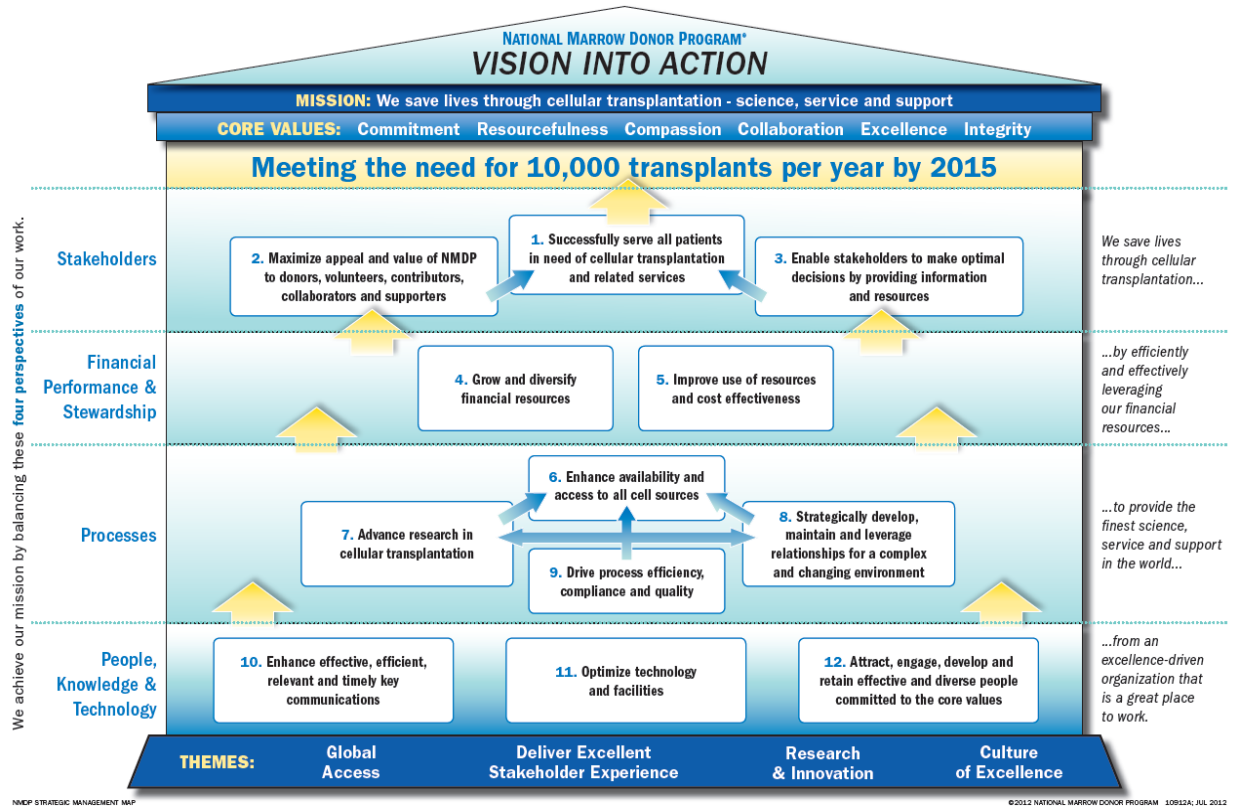 NATIONAL MARROW DONOR PROGRAM®
VISION INTO ACTION
MISSION: We save lives through cellular transplantation - science, service and support
CORE VALUES: Commitment Resourcefulness Compassion Collaboration Excellence Integrity
Meeting the need for 10,000 transplants per year by 2015
We achieve our mission by balancing these four perspectives of our work.
Stakeholders
2. Maximize appeal and value of NMDP
to donors, volunteers, contributors,
collaborators and supporters
1. Successfully serve all patients
in need of cellular transplantation
and related services
3. Enable stakeholders to make optimal
decisions by providing information
and resources
We save lives
through cellular
transplantation...
Financial
Performance &
Stewardship
4. Grow and diversify
financial resources
5. Improve use of resources
and cost effectiveness
...by efficiently
and effectively
leveraging
our financial
resources...
Processes
6. Enhance availability and
access to all cell sources
7. Advance research in
cellular transplantation
8. Strategically develop,
maintain and leverage
relationships for a complex
and changing environment
9. Drive process efficiency,
compliance and quality
...to provide the
finest science,
service and support
in the world...
People,
Knowledge &
Technology
10. Enhance effective, efficient,
relevant and timely key
communications
11. Optimize technology
and facilities
12. Attract, engage, develop and
retain effective and diverse people
committed to the core values
...from an
excellence-driven
organization that
is a great place
to work.
THEMES:
Global
Access
Deliver Excellent
Stakeholder Experience
Research
& Innovation
Culture
of Excellence
NMDP STRATEGIC MANAGEMENT MAP
©2012 NATIONAL MARROW DONOR PROGRAM 10912A; JUL 2012